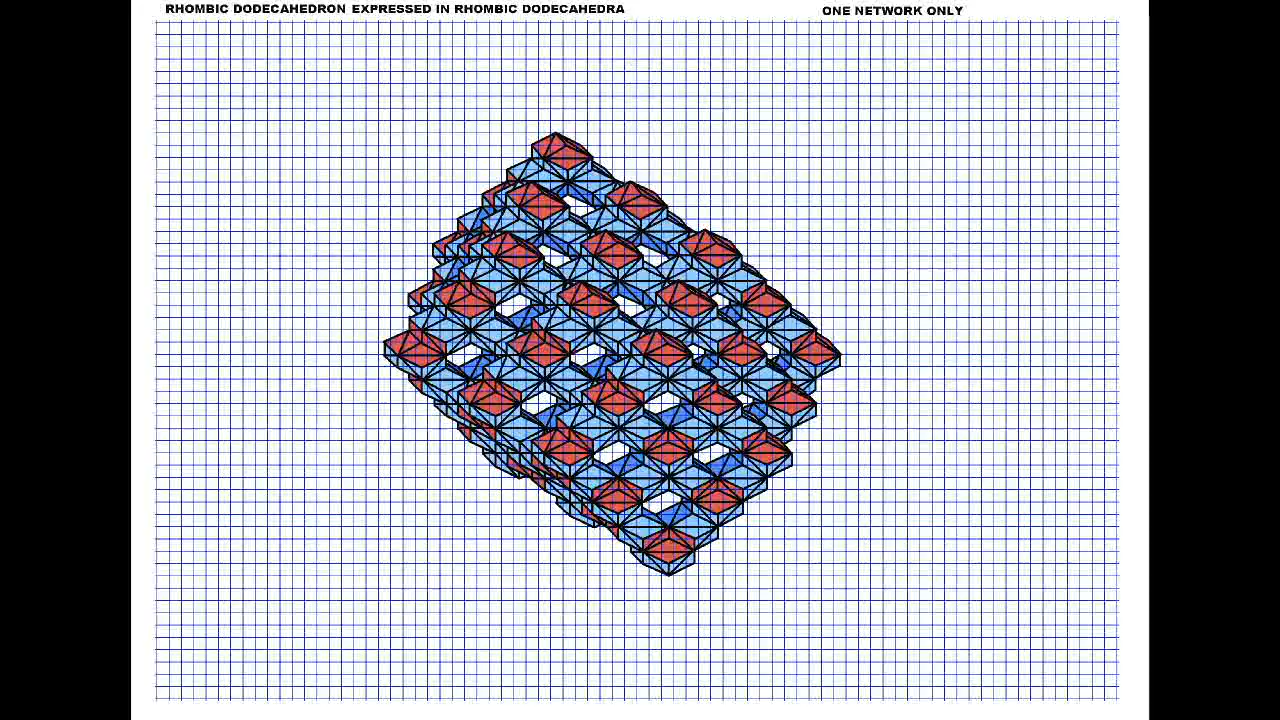 RHOMBIC DODECAHEDRON EXPRESSED IN RHOMBIC DODECAHEDRA
ONE NETWORK ONLY